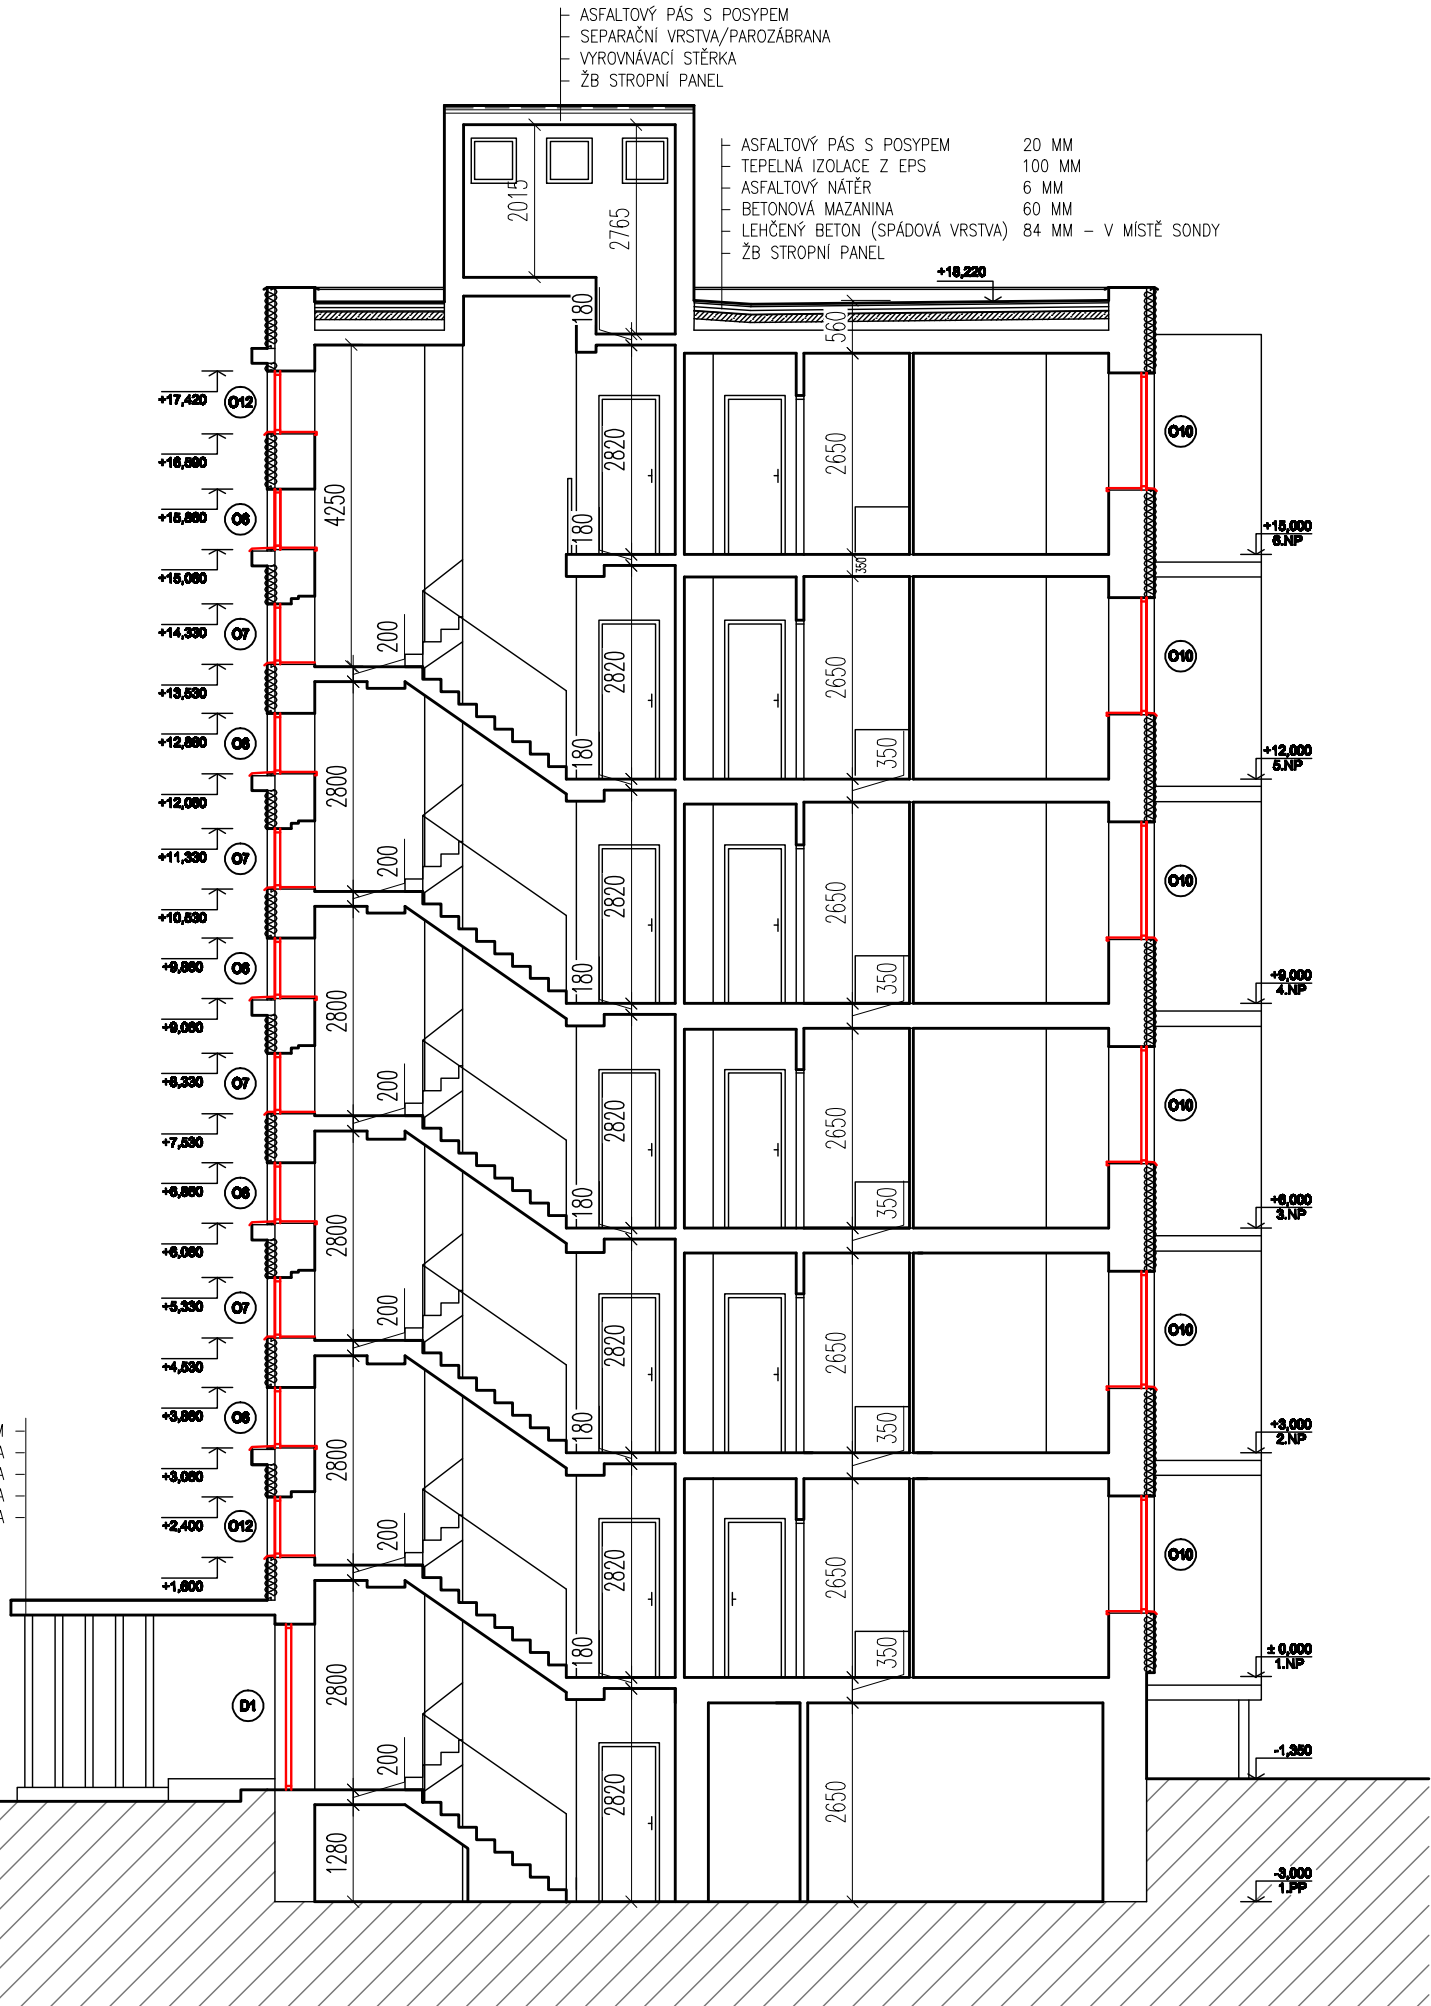 ASFALTOVÝ PÁS S POSYPEM
SEPARAČNÍ VRSTVA/PAROZÁBRANA
VYROVNÁVACÍ STĚRKA
ŽB STROPNÍ PANEL
ASFALTOVÝ PÁS S POSYPEM 20 MM
TEPELNÁ IZOLACE Z EPS 100 MM
ASFALTOVÝ NÁTĚR 6 MM
BETONOVÁ MAZANINA 60 MM
LEHČENÝ BETON (SPÁDOVÁ VRSTVA) 84 MM – V MÍSTĚ SONDY
ŽB STROPNÍ PANEL
2015
2765
+18,220
180
560
+17,420
O12
2820
2650
O10
+16,590
4250
+15,860
O6
180
+15,000
6.NP
350
+15,060
+14,330
O7
200
2820
2650
O10
+13,530
+12,860
O6
180
350
+12,000
5.NP
2800
+12,060
+11,330
O7
200
2820
2650
O10
+10,530
+9,860
O6
180
350
+9,000
4.NP
2800
+9,060
+8,330
O7
200
2820
2650
O10
+7,530
+6,860
O6
180
350
+6,000
3.NP
2800
+6,060
+5,330
O7
200
2820
2650
O10
+4,530
+3,860
O6
180
350
+3,000
2.NP
M
A
A
A
A
2800
+3,060
+2,400
O12
200
2820
2650
O10
+1,600
180
350
± 0,000
1.NP
2800
D1
200
2820
2650
-1,350
1280
-3,000
1.PP